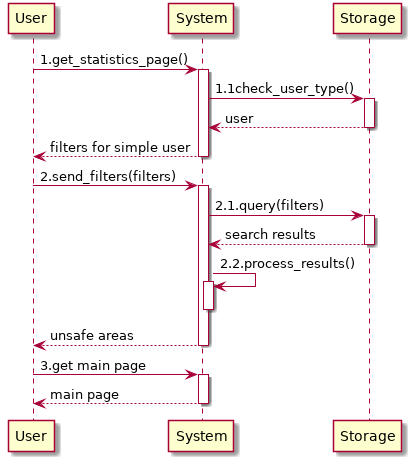 User System Storage
1.get_statistics_page()
1.1check_user_type()
user
filters for simple user
2.send_filters(filters)
2.1.query(filters)
search results
2.2.process_results()
unsafe areas
3.get main page
main page
User System Storage